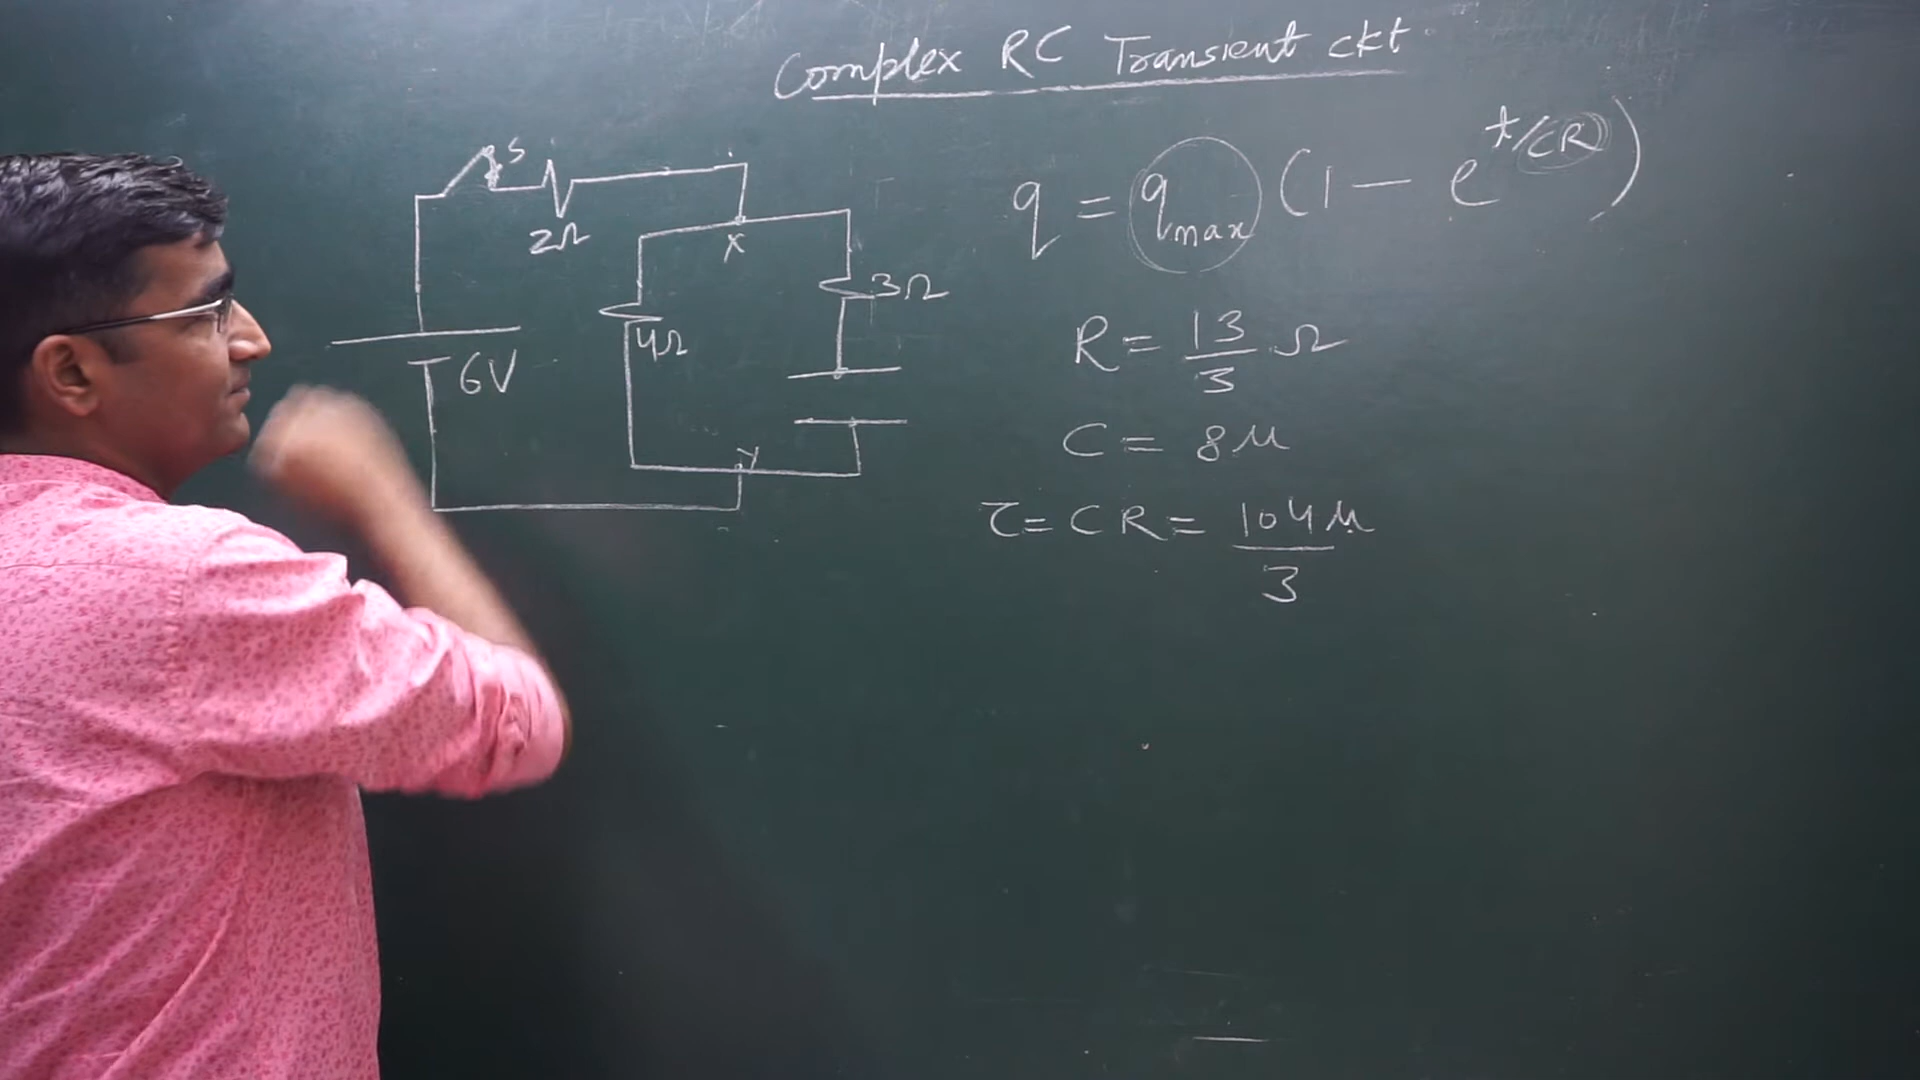 Complex RC Transient ckt
q = qmax (1 - e^t/CR)
S
2Ω
X
3Ω
4Ω
6V
Y
R = 13/3 Ω
C = 8μ
τ = CR = 104μ/3